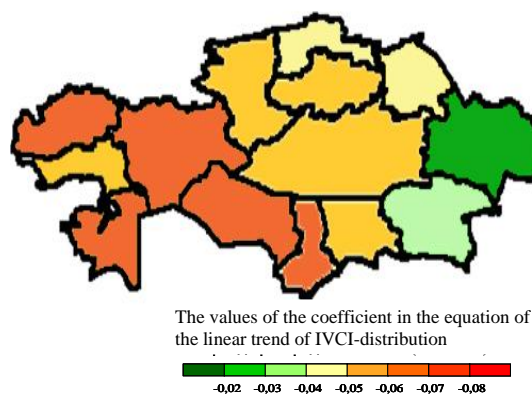 The values of the coefficient in the equation of
the linear trend of IVCI-distribution
-0,02 -0,03 -0,04 -0,05 -0,06 -0,07 -0,08